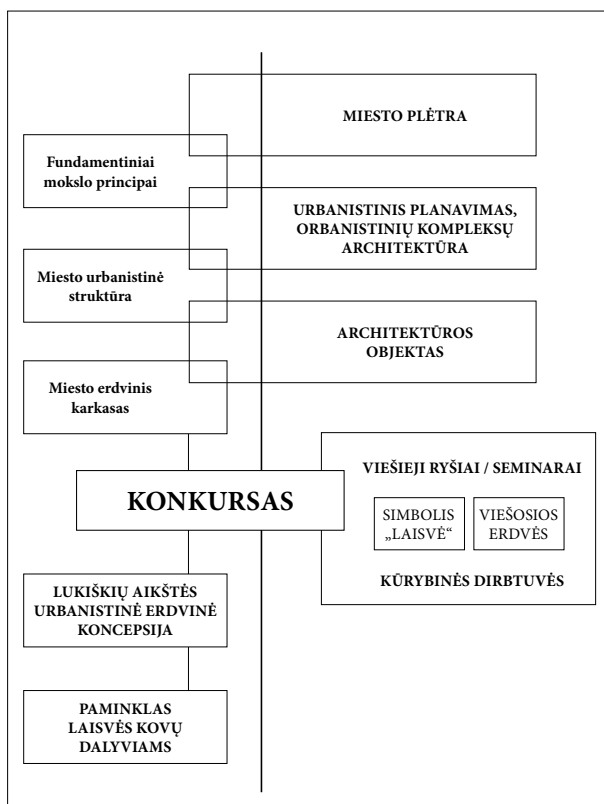 MIESTO PLĖTRA
Fundamentiniai
mokslo principai
URBANISTINIS PLANAVIMAS,
ORBANISTINIŲ KOMPLEKSŲ
ARCHITEKTŪRA
Miesto urbanistinė
struktūra
ARCHITEKTŪROS
OBJEKTAS
Miesto erdvinis
karkasas
VIEŠIEJI RYŠIAI / SEMINARAI
KONKURSAS
SIMBOLIS
„LAISVĖ“
VIEŠOSIOS
ERDVĖS
KŪRYBINĖS DIRBTUVĖS
LUKIŠKIŲ AIKŠTĖS
URBANISTINĖ ERDVINĖ
KONCEPSIJA
PAMINKLAS
LAISVĖS KOVŲ
DALYVIAMS